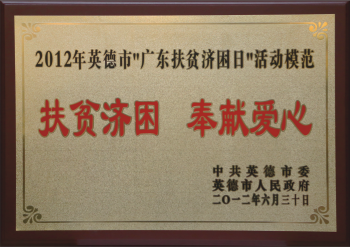 2012年英德市"广东扶贫济困日"活动模范
扶贫济困 奉献爱心
中共英德市委
英德市人民政府
二〇一二年六月三十日